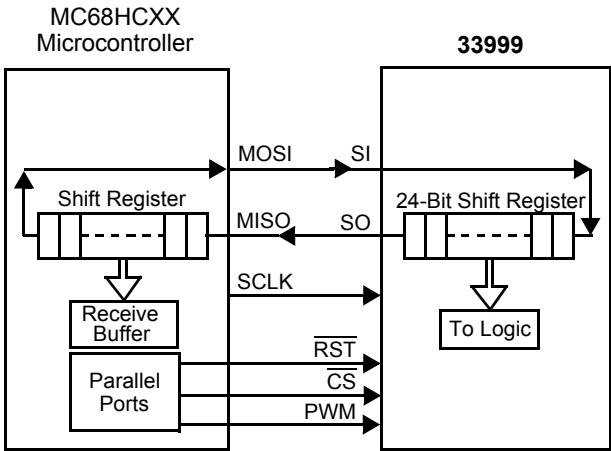 MC68HCXX
Microcontroller
33999
MOSI
SI
Shift Register
24-Bit Shift Register
MISO
SO
SCLK
Receive
Buffer
To Logic
RST
Parallel
Ports
CS
PWM